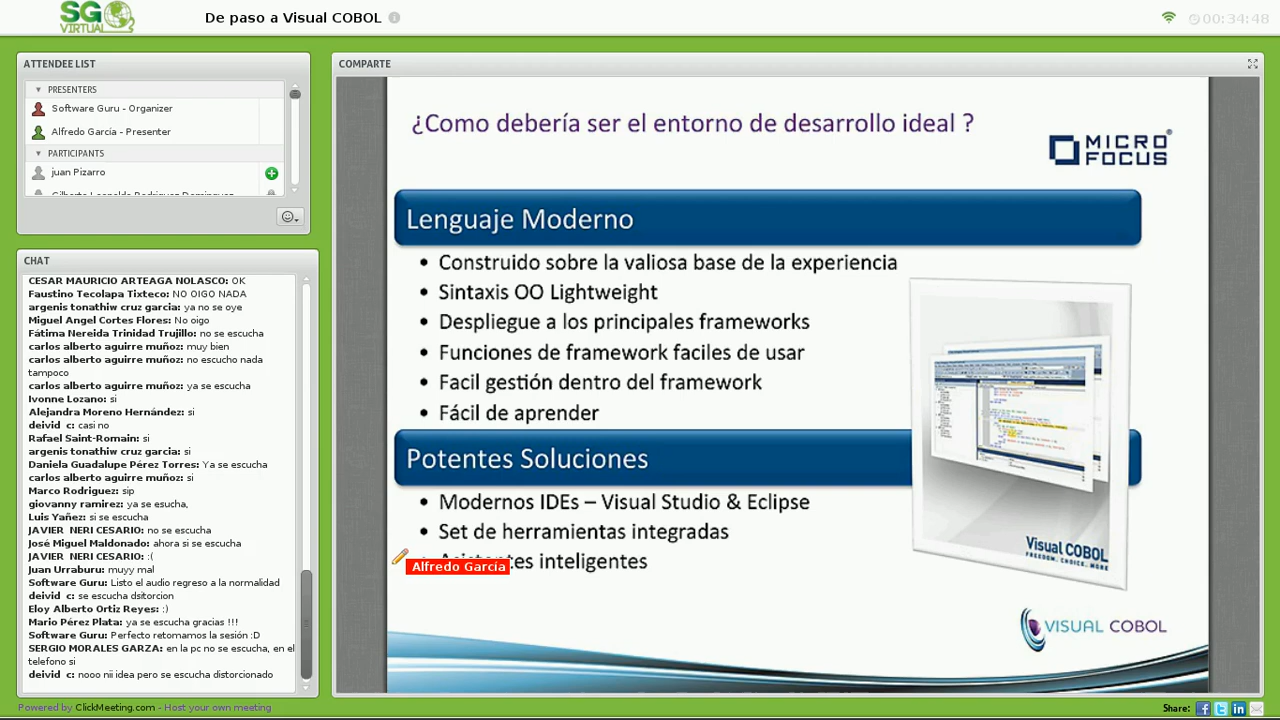 SG
VIRTUAL
De paso a Visual COBOL
00:34:48
ATTENDEE LIST
PRESENTERS
Software Guru - Organizer
Alfredo García - Presenter
PARTICIPANTS
juan Pizarro
Gilberto Leopoldo Rodriguez Dominguez
CHAT
CESAR MAURICIO ARTEAGA NOLASCO: OK
Faustino Tecolapa Tixteco: NO OIGO NADA
argenis tonathiw cruz garcia: ya no se oye
Miguel Angel Cortes Flores: No oigo
Fátima Nereida Trinidad Trujillo: no se escucha
carlos alberto aguirre muñoz: muy bien
carlos alberto aguirre muñoz: no escucho nada
tampoco
carlos alberto aguirre muñoz: ya se escucha
Ivonne Lozano: si
Alejandra Moreno Hernández: si
deivid c: casi no
Rafael Saint-Romain: si
argenis tonathiw cruz garcia: si
Daniela Guadalupe Pérez Torres: Ya se escucha
carlos alberto aguirre muñoz: si
Marco Rodriguez: sip
giovanny ramirez: ya se esucha,
Luis Yañez: si se escucha
JAVIER NERI CESARIO: no se escucha
José Miguel Maldonado: ahora si se escucha
JAVIER NERI CESARIO: :(
Juan Urraburu: muyy mal
Software Guru: Listo el audio regreso a la normalidad
deivid c: se escucha dsitorcion
Eloy Alberto Ortiz Reyes: :)
Mario Pérez Plata: ya se escucha gracias !!!
Software Guru: Perfecto retomamos la sesión :D
SERGIO MORALES GARZA: en la pc no se escucha, en el
telefono si
deivid c: nooo nii idea pero se escucha distorcionado
COMPARTE
¿Como debería ser el entorno de desarrollo ideal ?
MICRO
FOCUS
Lenguaje Moderno
• Construido sobre la valiosa base de la experiencia
• Sintaxis OO Lightweight
• Despliegue a los principales frameworks
• Funciones de framework faciles de usar
• Facil gestión dentro del framework
• Fácil de aprender
Potentes Soluciones
• Modernos IDEs – Visual Studio & Eclipse
• Set de herramientas integradas
• Asistentes inteligentes
Alfredo García
Visual COBOL
FREEDOM. CHOICE. MORE
VISUAL COBOL
Powered by ClickMeeting.com - Host your own meeting
Share: